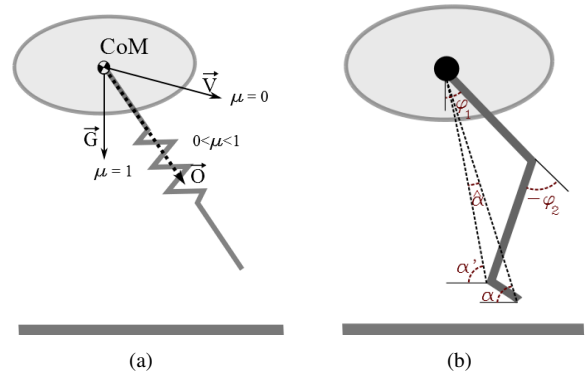 CoM
V⃗
μ = 0
G⃗
0<μ<1
μ = 1
O⃗
(a)
φ₁
−φ₂
α̂
α'
α
(b)